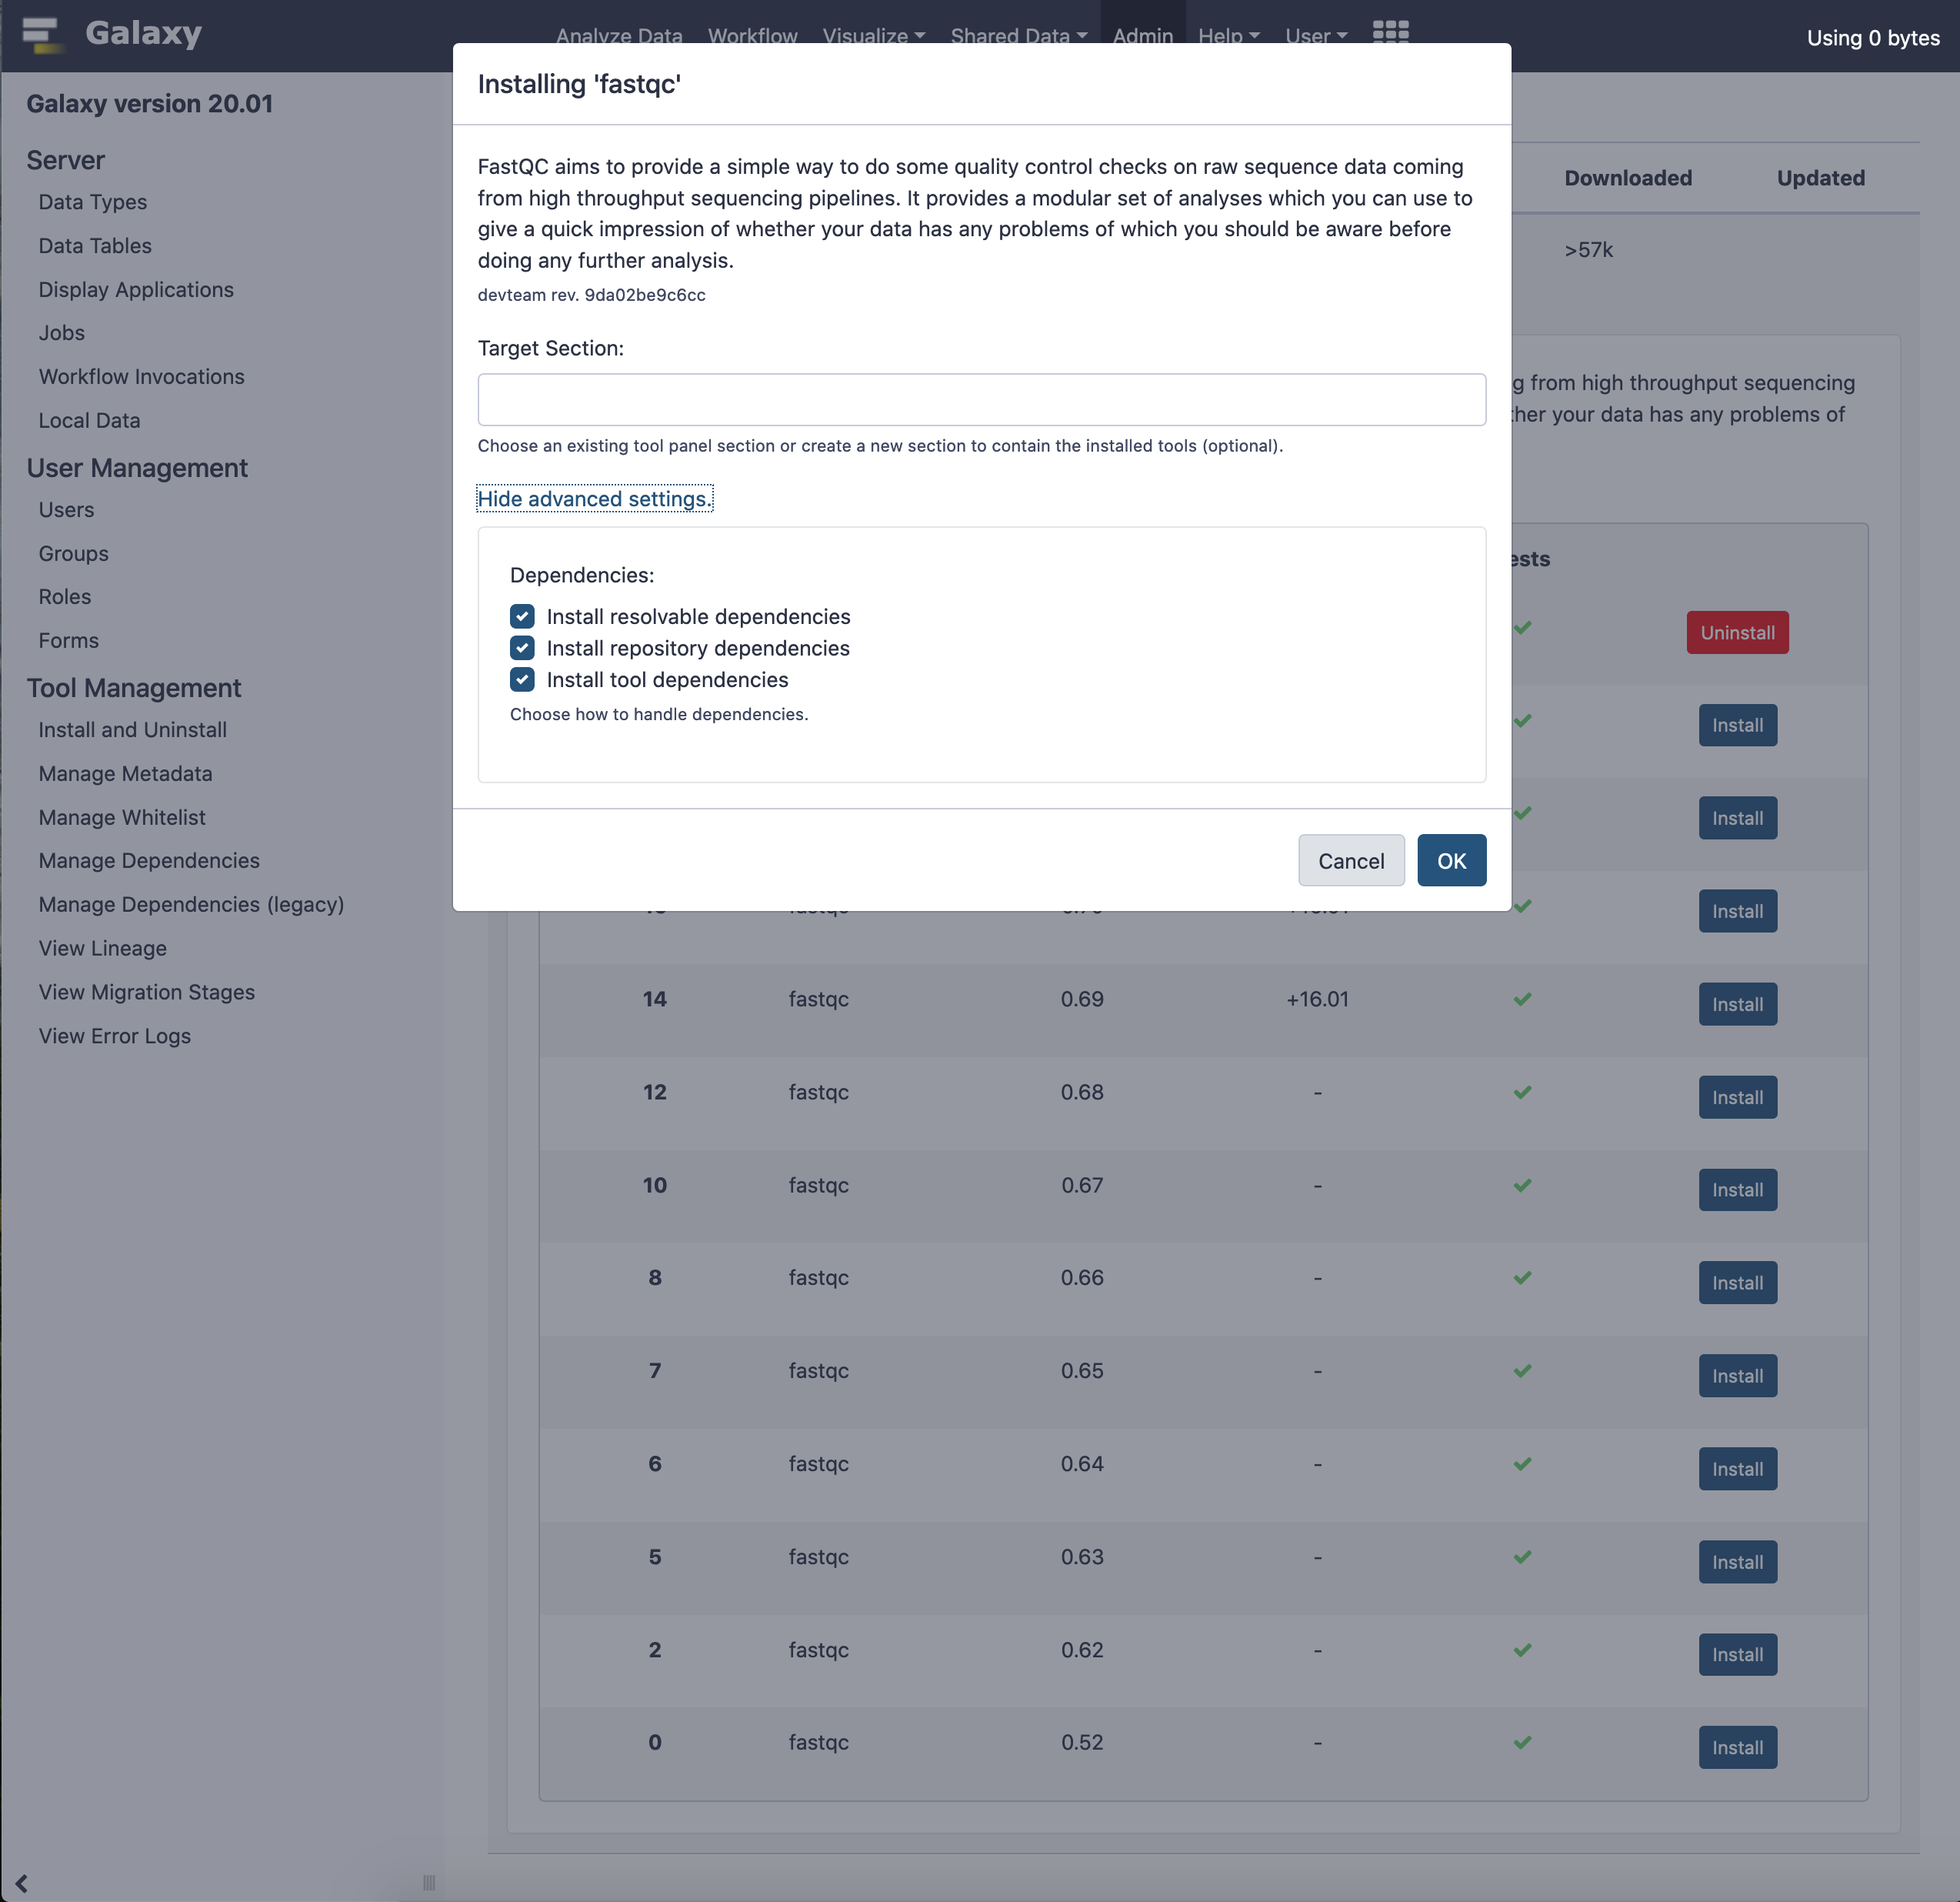 Galaxy
Analyze Data Workflow Visualize Shared Data Admin Help User
Using 0 bytes
Galaxy version 20.01
Server
Data Types
Data Tables
Display Applications
Jobs
Workflow Invocations
Local Data
User Management
Users
Groups
Roles
Forms
Tool Management
Install and Uninstall
Manage Metadata
Manage Whitelist
Manage Dependencies
Manage Dependencies (legacy)
View Lineage
View Migration Stages
View Error Logs
Installing 'fastqc'
FastQC aims to provide a simple way to do some quality control checks on raw sequence data coming
from high throughput sequencing pipelines. It provides a modular set of analyses which you can use to
give a quick impression of whether your data has any problems of which you should be aware before
doing any further analysis.
devteam rev. 9da02be9c6cc
Target Section:
Choose an existing tool panel section or create a new section to contain the installed tools (optional).
Hide advanced settings.
Dependencies:
Install resolvable dependencies
Install repository dependencies
Install tool dependencies
Choose how to handle dependencies.
Cancel OK
Downloaded Updated
>57k
g from high throughput sequencing
your data has any problems of
Uninstall
Install
Install
Install
14 fastqc 0.69 +16.01 Install
12 fastqc 0.68 - Install
10 fastqc 0.67 - Install
8 fastqc 0.66 - Install
7 fastqc 0.65 - Install
6 fastqc 0.64 - Install
5 fastqc 0.63 - Install
2 fastqc 0.62 - Install
0 fastqc 0.52 - Install